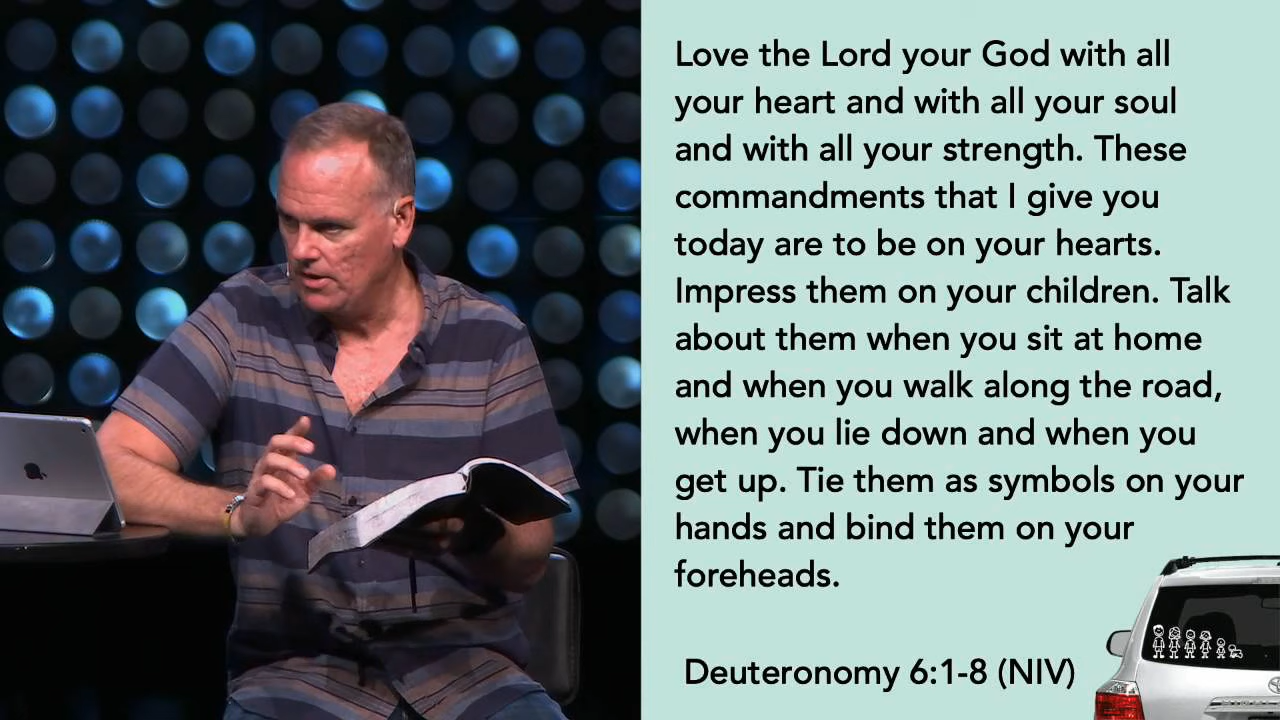 Love the Lord your God with all
your heart and with all your soul
and with all your strength. These
commandments that I give you
today are to be on your hearts.
Impress them on your children. Talk
about them when you sit at home
and when you walk along the road,
when you lie down and when you
get up. Tie them as symbols on your
hands and bind them on your
foreheads.
Deuteronomy 6:1-8 (NIV)